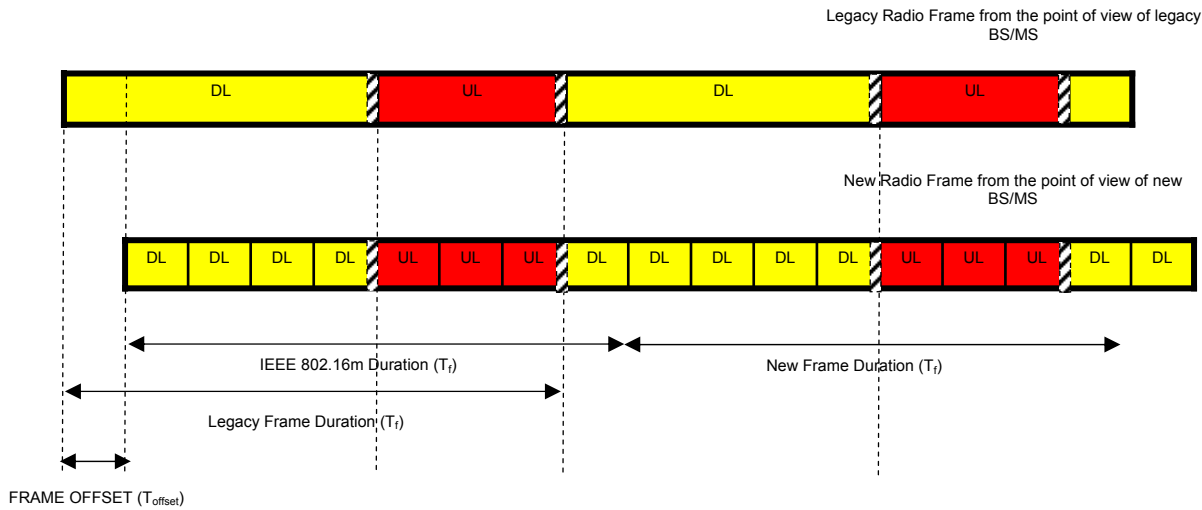 Legacy Radio Frame from the point of view of legacy
BS/MS
DL UL DL UL
New Radio Frame from the point of view of new
BS/MS
DL DL DL DL UL UL UL DL DL DL DL DL UL UL UL DL DL
IEEE 802.16m Duration (Tf)
New Frame Duration (Tf)
Legacy Frame Duration (Tf)
FRAME OFFSET (Toffset)